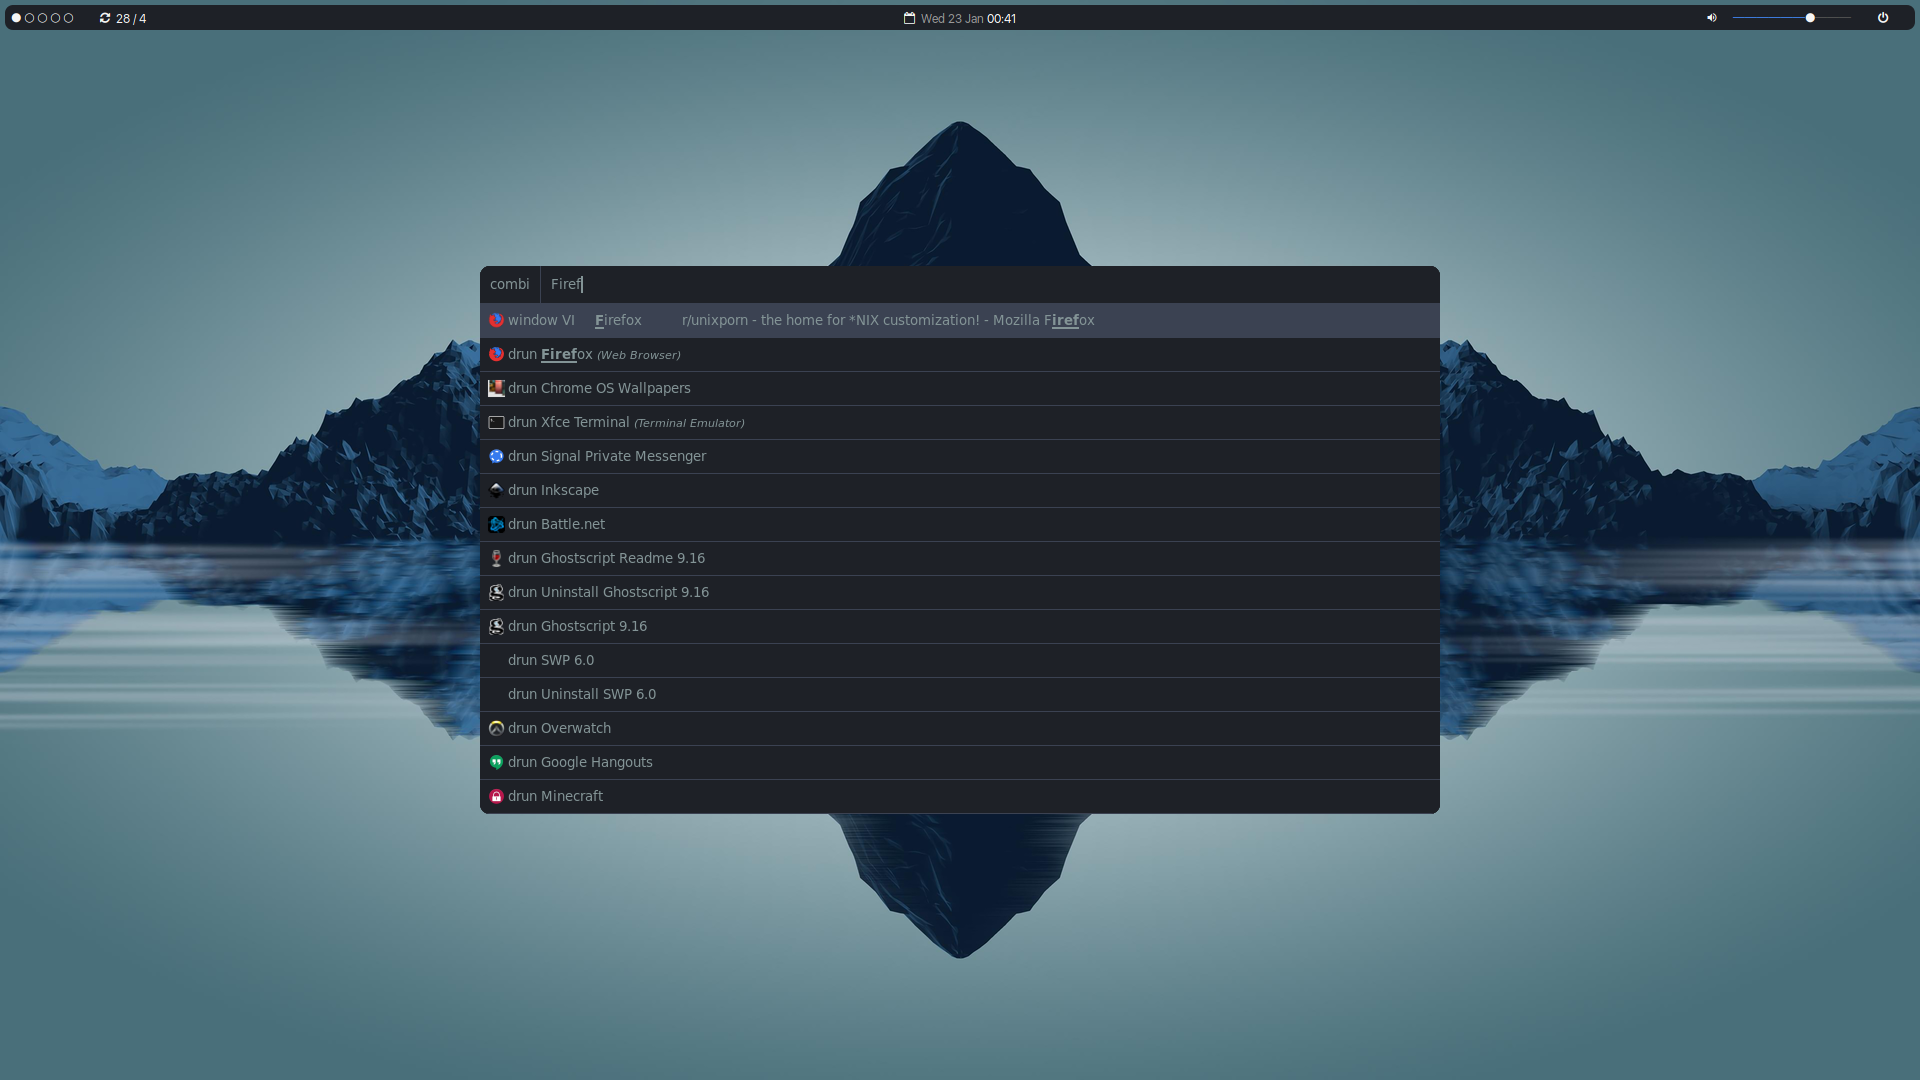 28 / 4
Wed 23 Jan 00:41
combi Firef
window VI Firefox r/unixporn - the home for *NIX customization! - Mozilla Firefox
drun Firefox (Web Browser)
drun Chrome OS Wallpapers
drun Xfce Terminal (Terminal Emulator)
drun Signal Private Messenger
drun Inkscape
drun Battle.net
drun Ghostscript Readme 9.16
drun Uninstall Ghostscript 9.16
drun Ghostscript 9.16
drun SWP 6.0
drun Uninstall SWP 6.0
drun Overwatch
drun Google Hangouts
drun Minecraft